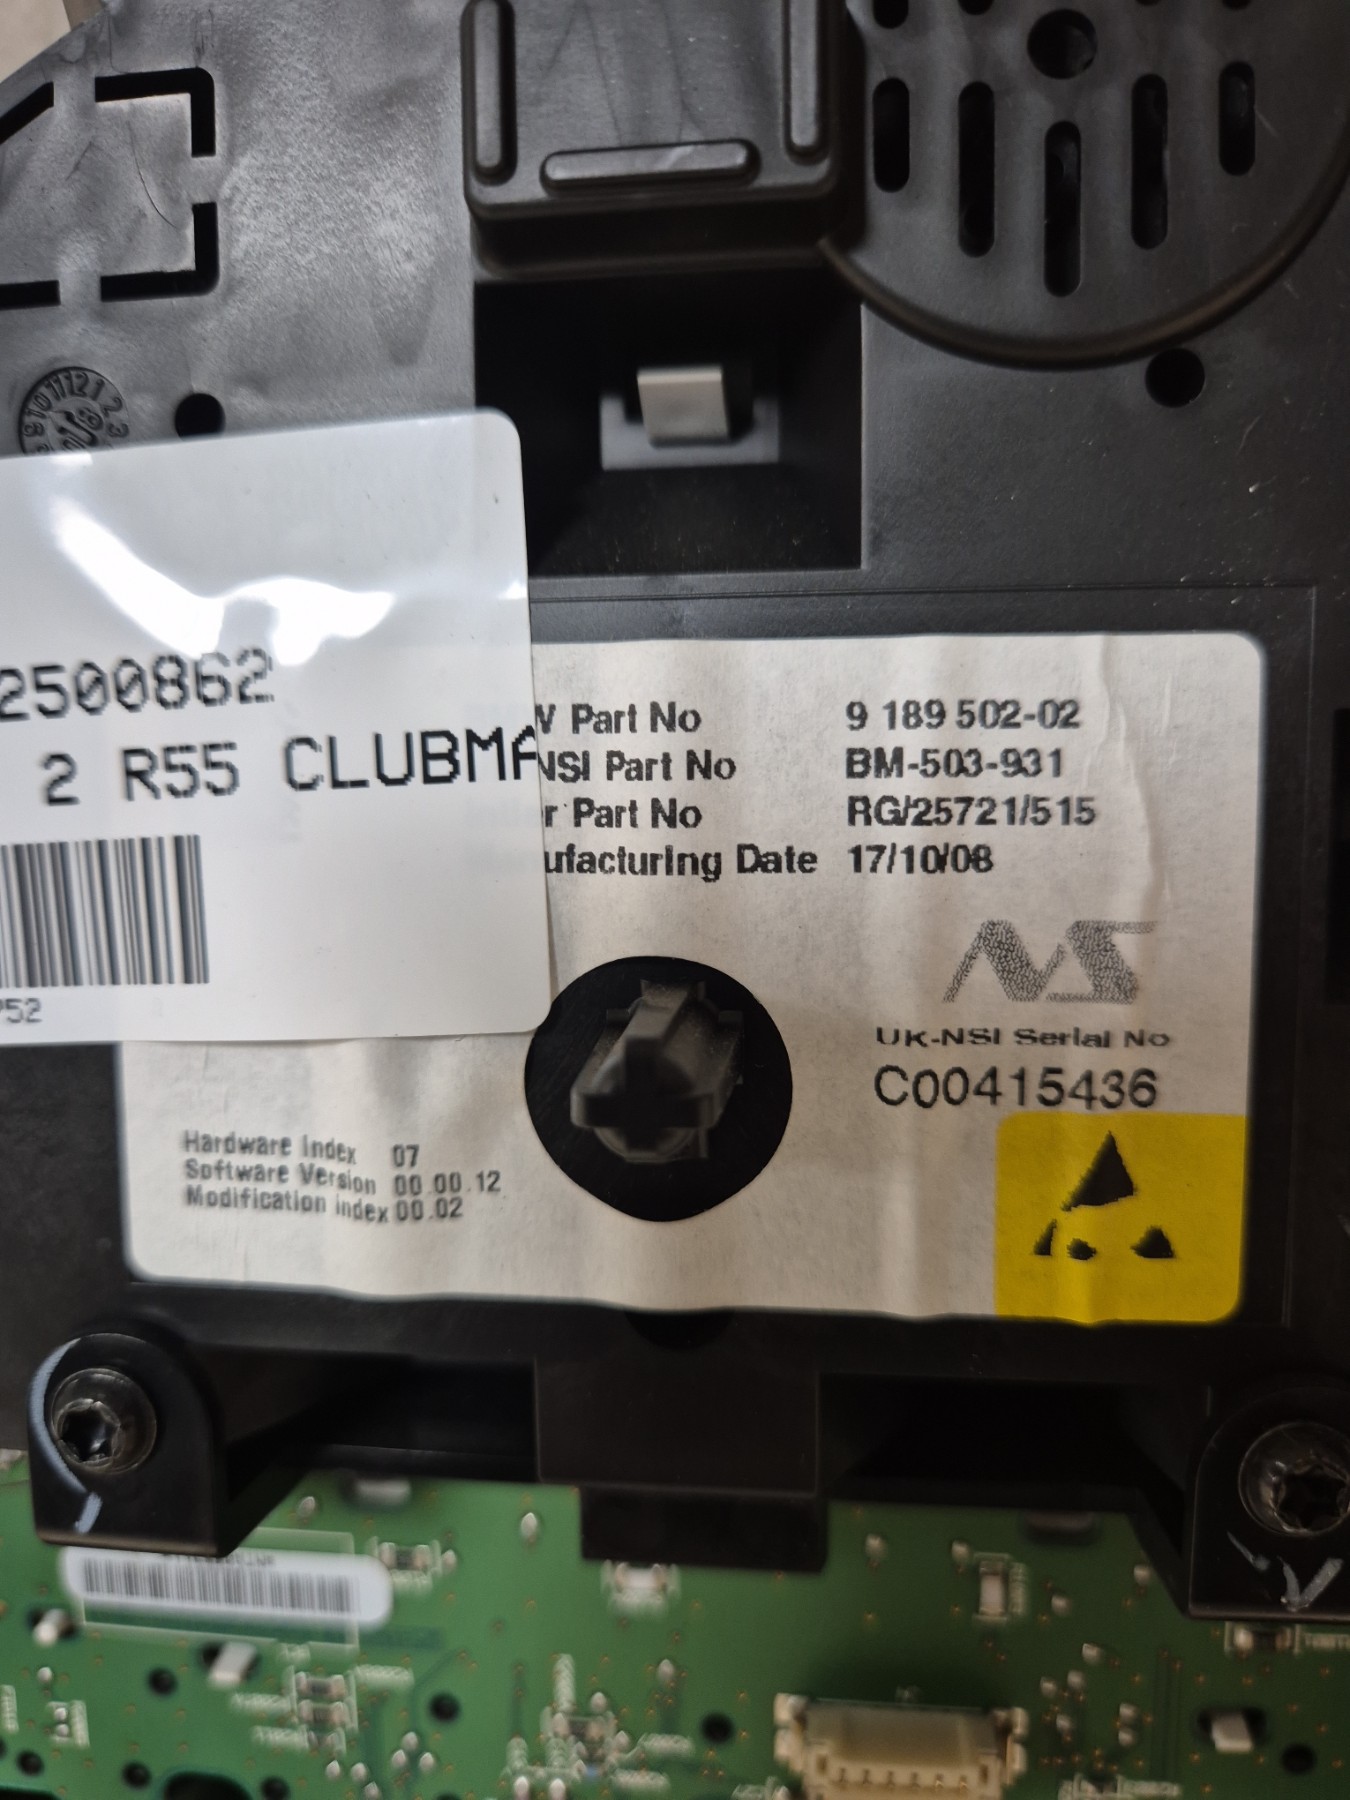 2500862
2 R55 CLUBMA
W Part No 9 189 502-02
NSI Part No BM-503-931
r Part No RG/25721/515
ufacturing Date 17/10/08
NS
UK-NSI Serial No
C00415436
52
Hardware Index 07
Software Version 00.00.12
Modification index 00.02